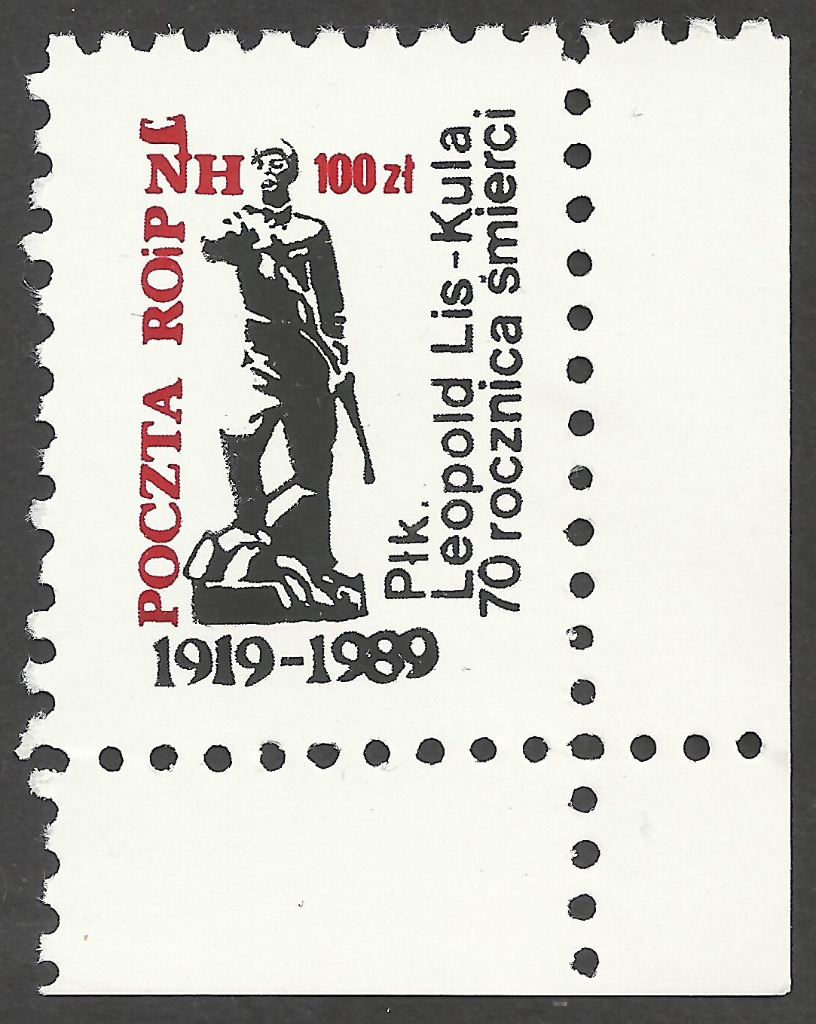 POCZTA ROiP
NH
100 zł
Płk.
Leopold Lis-Kula.
70 rocznica śmierci
1919-1989